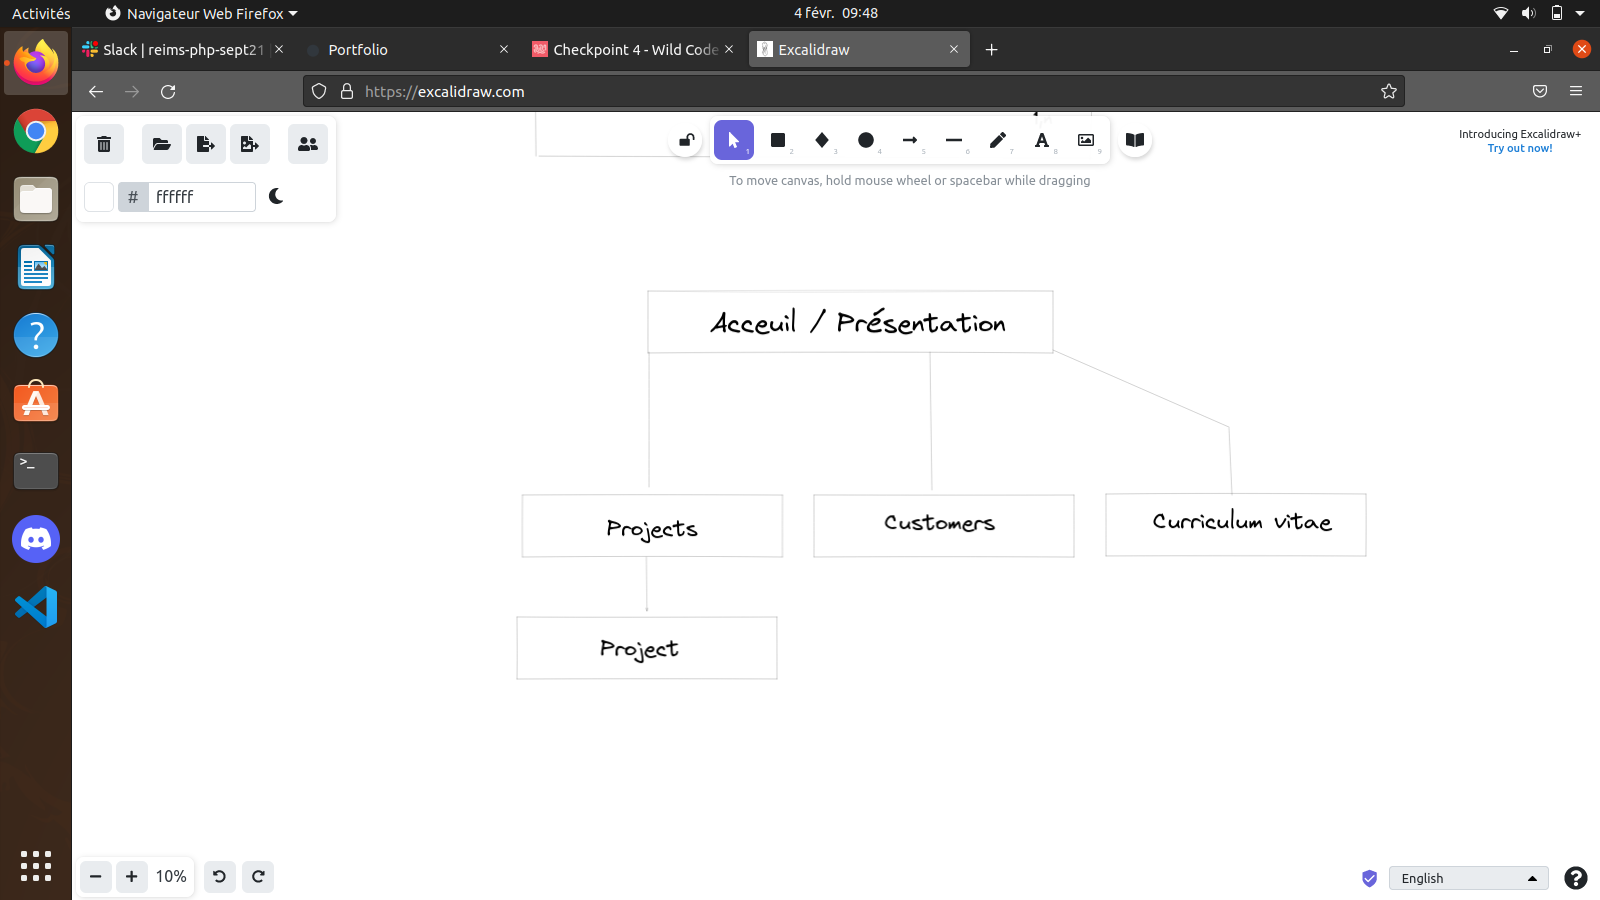 Activités
Navigateur Web Firefox
4 févr.  09:48
Slack | reims-php-sept21 |
Portfolio
Checkpoint 4 - Wild Code
Excalidraw
https://excalidraw.com
1
2
3
4
5
6
7
A
8
9
Introducing Excalidraw+
Try out now!
To move canvas, hold mouse wheel or spacebar while dragging
# ffffff
Acceuil / Présentation
Projects
Customers
Curriculum vitae
Project
10%
English